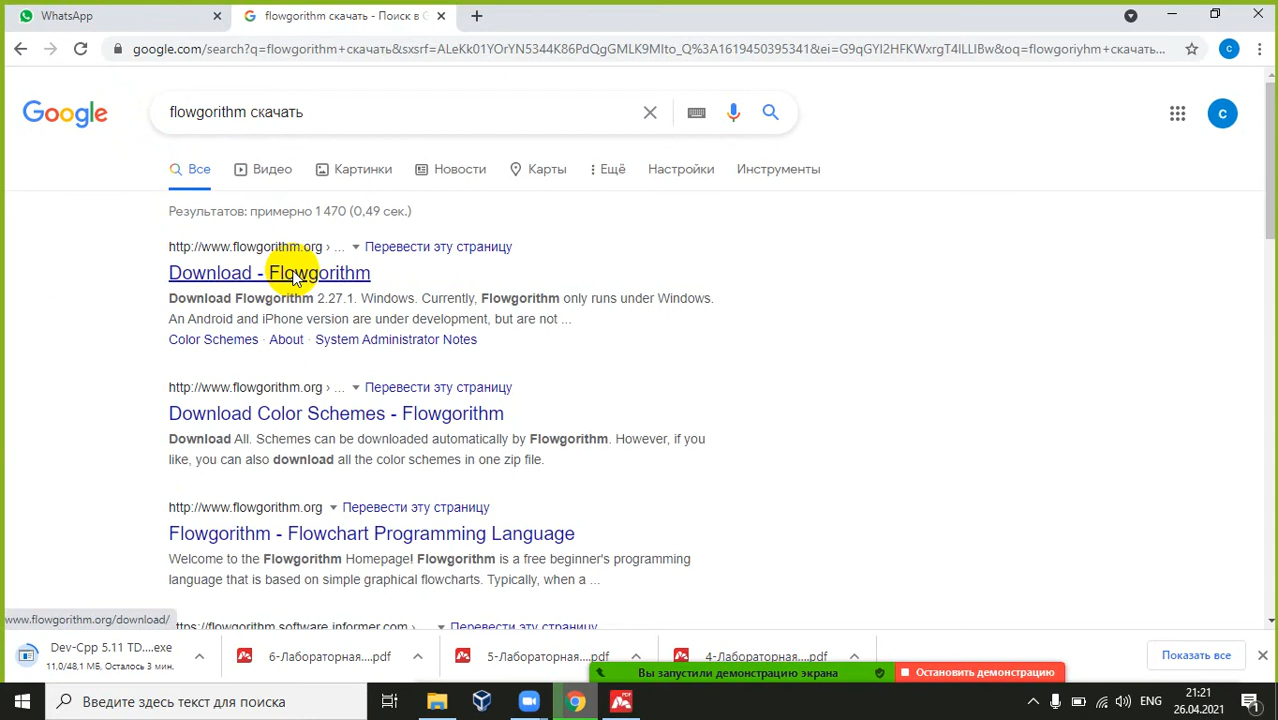 WhatsApp
flowgorithm скачать - Поиск в G
google.com/search?q=flowgorithm+скачать&sxsrf=ALeKk01YOrYN5344K86PdQgGMLK9MIto_Q%3A1619450395341&ei=G9qGYI2HFKWxrgT4lLLIBw&oq=flowgoriyhm+скачать...
C
Google
flowgorithm скачать
C
Все
Видео
Картинки
Новости
Карты
Ещё
Настройки
Инструменты
Результатов: примерно 1 470 (0,49 сек.)
http://www.flowgorithm.org › ... Перевести эту страницу
Download - Flowgorithm
Download Flowgorithm 2.27.1. Windows. Currently, Flowgorithm only runs under Windows.
An Android and iPhone version are under development, but are not ...
Color Schemes · About · System Administrator Notes
http://www.flowgorithm.org › ... Перевести эту страницу
Download Color Schemes - Flowgorithm
Download All. Schemes can be downloaded automatically by Flowgorithm. However, if you
like, you can also download all the color schemes in one zip file.
http://www.flowgorithm.org Перевести эту страницу
Flowgorithm - Flowchart Programming Language
Welcome to the Flowgorithm Homepage! Flowgorithm is a free beginner's programming
language that is based on simple graphical flowcharts. Typically, when a ...
https://flowgorithm.software.informer.com › Перевести эту страницу
www.flowgorithm.org/download/
Dev-Cpp 5.11 TD....exe
11,0/48,1 МБ, Осталось 3 мин.
6-Лабораторная....pdf
5-Лабораторная....pdf
4-Лабораторная....pdf
Показать все
Вы запустили демонстрацию экрана
Остановить демонстрацию
Введите здесь текст для поиска
PDF
ENG
21:21
26.04.2021
1